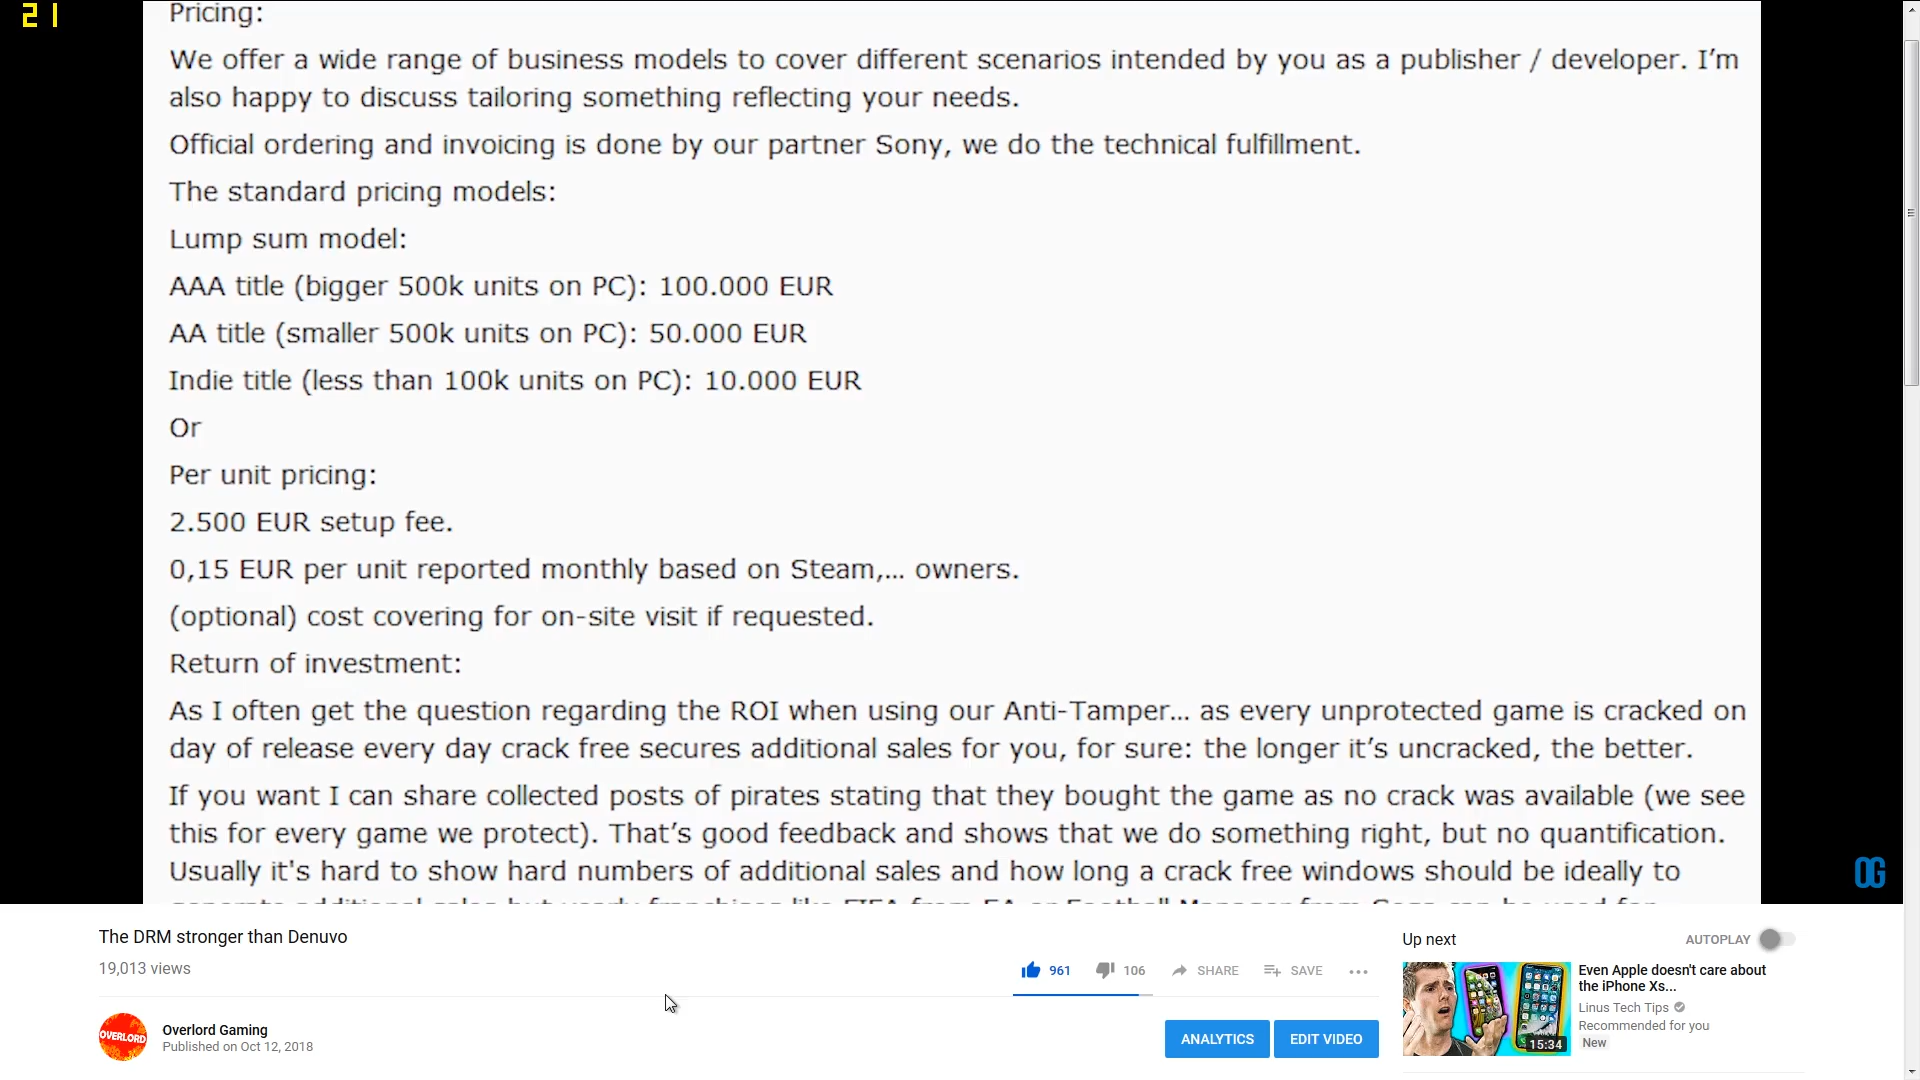 21
Pricing:
We offer a wide range of business models to cover different scenarios intended by you as a publisher / developer. I'm
also happy to discuss tailoring something reflecting your needs.
Official ordering and invoicing is done by our partner Sony, we do the technical fulfillment.
The standard pricing models:
Lump sum model:
AAA title (bigger 500k units on PC): 100.000 EUR
AA title (smaller 500k units on PC): 50.000 EUR
Indie title (less than 100k units on PC): 10.000 EUR
Or
Per unit pricing:
2.500 EUR setup fee.
0,15 EUR per unit reported monthly based on Steam,... owners.
(optional) cost covering for on-site visit if requested.
Return of investment:
As I often get the question regarding the ROI when using our Anti-Tamper... as every unprotected game is cracked on
day of release every day crack free secures additional sales for you, for sure: the longer it's uncracked, the better.
If you want I can share collected posts of pirates stating that they bought the game as no crack was available (we see
this for every game we protect). That's good feedback and shows that we do something right, but no quantification.
Usually it's hard to show hard numbers of additional sales and how long a crack free windows should be ideally to
OG
The DRM stronger than Denuvo
19,013 views
961 106 SHARE SAVE
OVERLORD
Overlord Gaming
Published on Oct 12, 2018
ANALYTICS EDIT VIDEO
Up next AUTOPLAY
Even Apple doesn't care about
the iPhone Xs...
Linus Tech Tips
Recommended for you
New
15:34